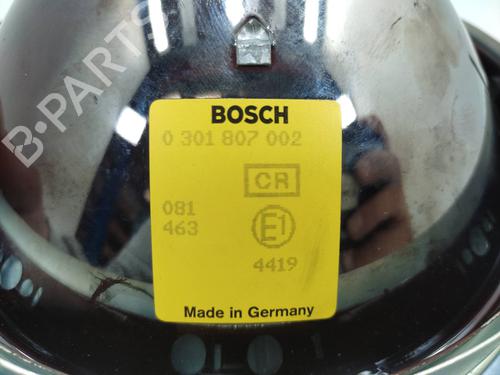 BOSCH
0 301 807 002
CR
081
463
E1
4419
Made in Germany
B-PARTS